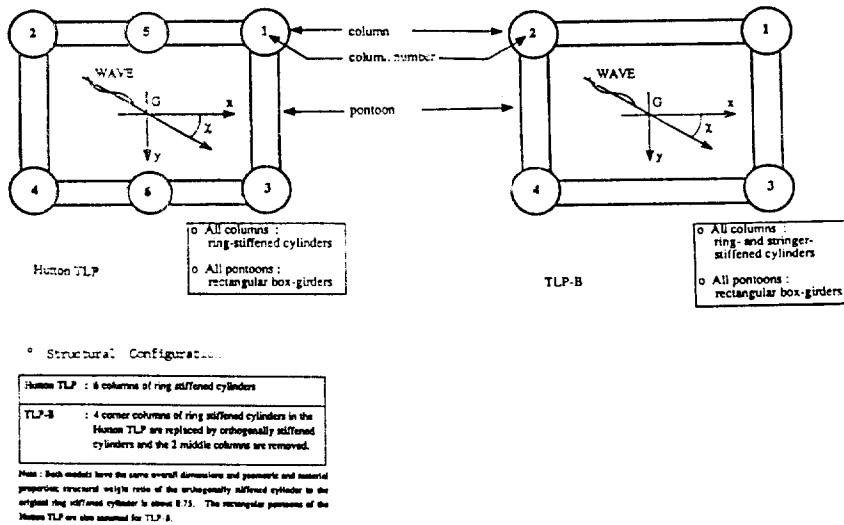 2
5
1
column
column number
WAVE
G
x
χ
y
pontoon
4
6
3
o All columns :
ring-stiffened cylinders
o All pontoons :
rectangular box-girders
Hutton TLP
2
1
WAVE
G
x
χ
y
4
3
o All columns :
ring- and stringer-
stiffened cylinders
o All pontoons :
rectangular box-girders
TLP-B
° Structural Configuration
Hutton TLP : 6 columns of ring stiffened cylinders
TLP-B : 4 corner columns of ring stiffened cylinders in the
Hutton TLP are replaced by orthogonally stiffened
cylinders and the 2 middle columns are removed.
Note : Both models have the same overall dimensions and geometric and material
properties; structural weight ratio of the orthogonally stiffened cylinder to the
original ring stiffened cylinder is about 0.75. The rectangular pontoons of the
Hutton TLP are also assumed for TLP-B.